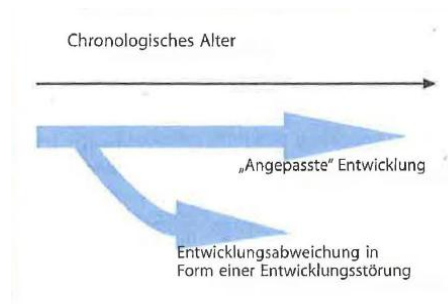 Chronologisches Alter
„Angepasste“ Entwicklung
Entwicklungsabweichung in
Form einer Entwicklungsstörung